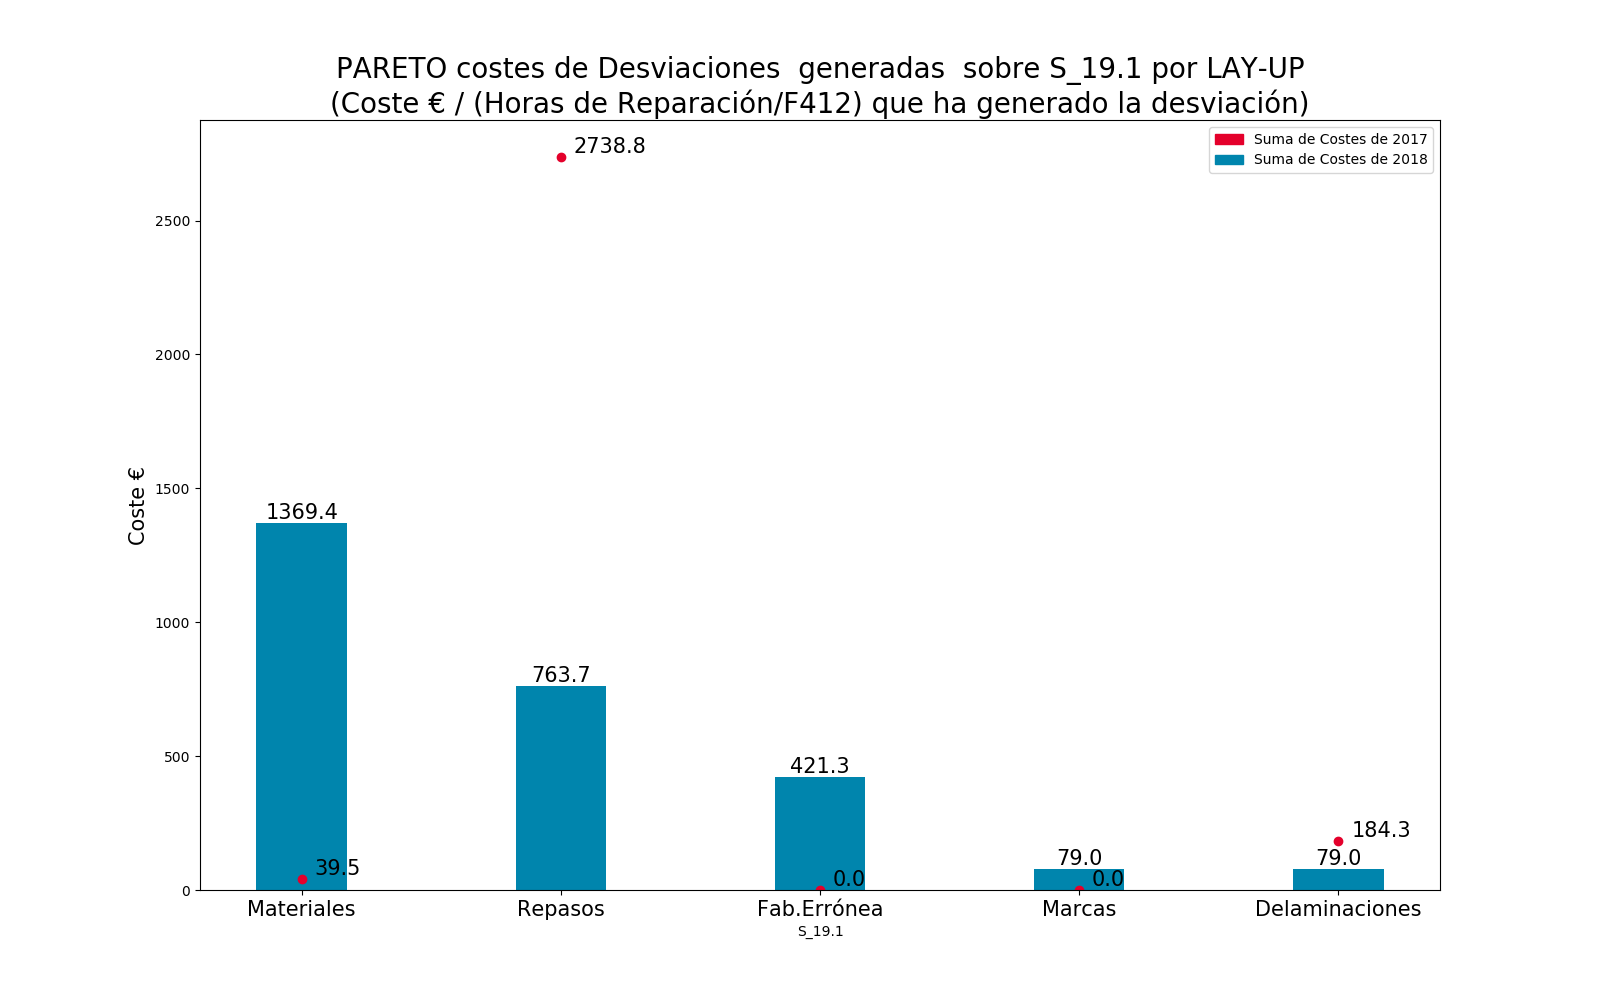 PARETO costes de Desviaciones  generadas  sobre S_19.1 por LAY-UP
(Coste € / (Horas de Reparación/F412) que ha generado la desviación)
Suma de Costes de 2017
Suma de Costes de 2018
2738.8
2500
2000
1500
1000
500
0
Coste €
1369.4
763.7
421.3
79.0
79.0
184.3
39.5
0.0
0.0
Materiales
Repasos
Fab.Errónea
Marcas
Delaminaciones
S_19.1